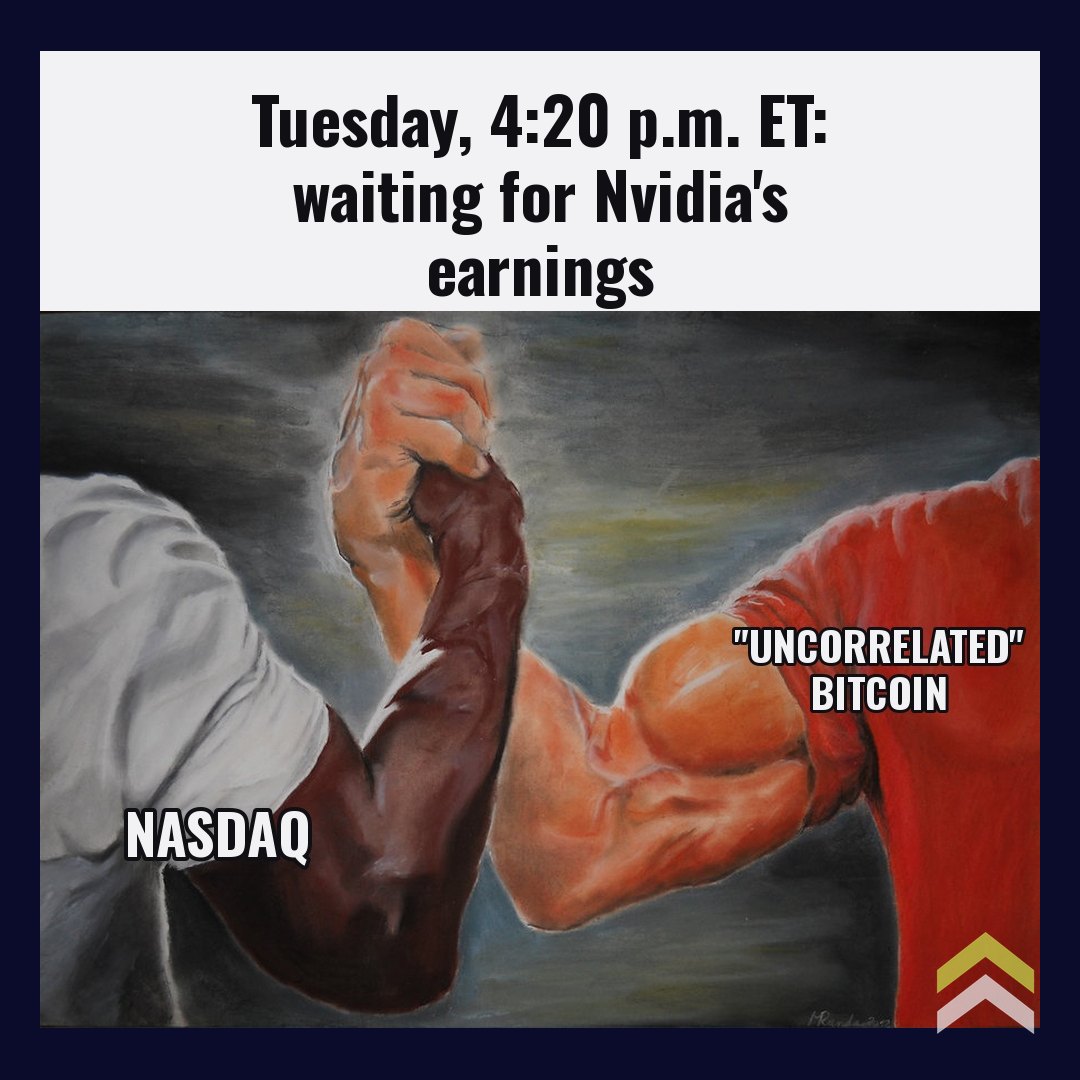 Tuesday, 4:20 p.m. ET:
waiting for Nvidia's
earnings
"UNCORRELATED"
BITCOIN
NASDAQ